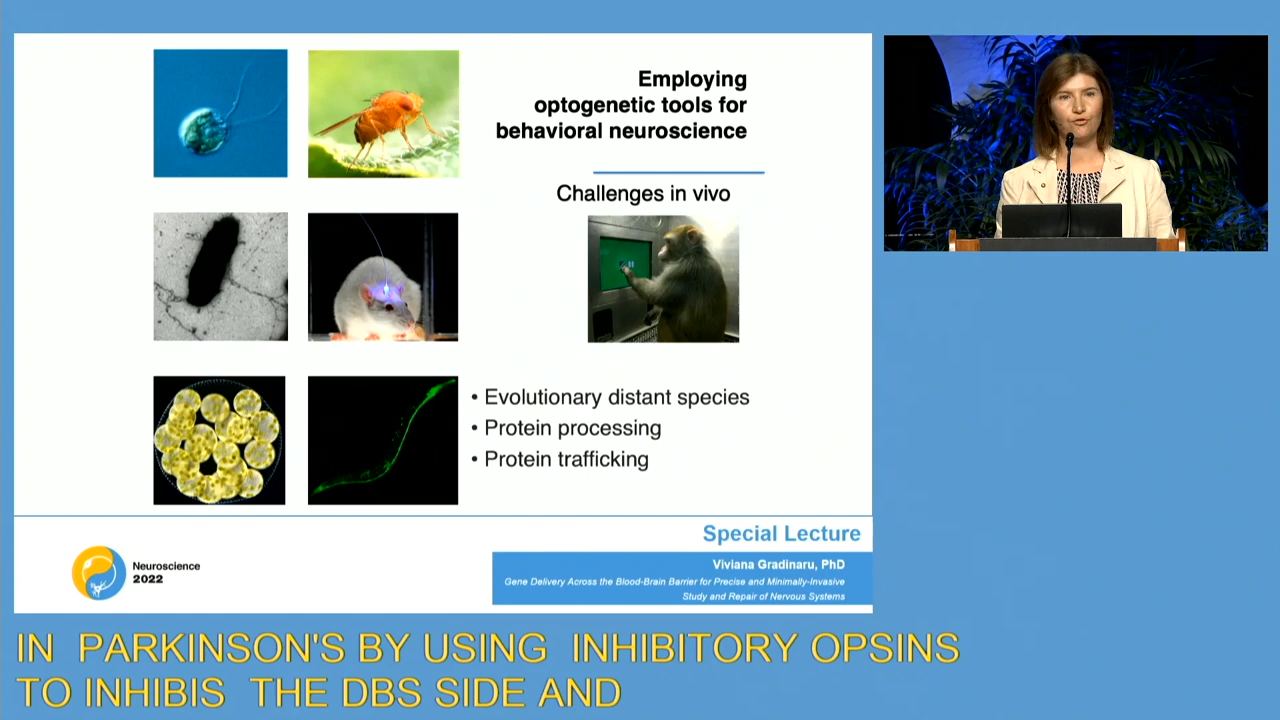 Employing
optogenetic tools for
behavioral neuroscience
Challenges in vivo
• Evolutionary distant species
• Protein processing
• Protein trafficking
Special Lecture
Neuroscience
2022
Viviana Gradinaru, PhD
Gene Delivery Across the Blood-Brain Barrier for Precise and Minimally-Invasive
Study and Repair of Nervous Systems
IN PARKINSON'S BY USING INHIBITORY OPSINS
TO INHIBIS THE DBS SIDE AND